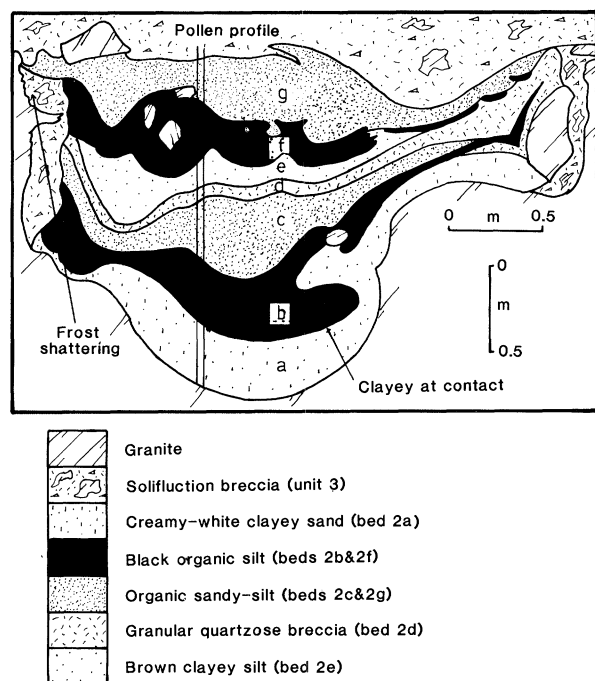 Pollen profile
g
f
e
d
c
b
a
0 m 0.5
0
m
0.5
Frost
shattering
Clayey at contact
Granite
Solifluction breccia (unit 3)
Creamy-white clayey sand (bed 2a)
Black organic silt (beds 2b&2f)
Organic sandy-silt (beds 2c&2g)
Granular quartzose breccia (bed 2d)
Brown clayey silt (bed 2e)